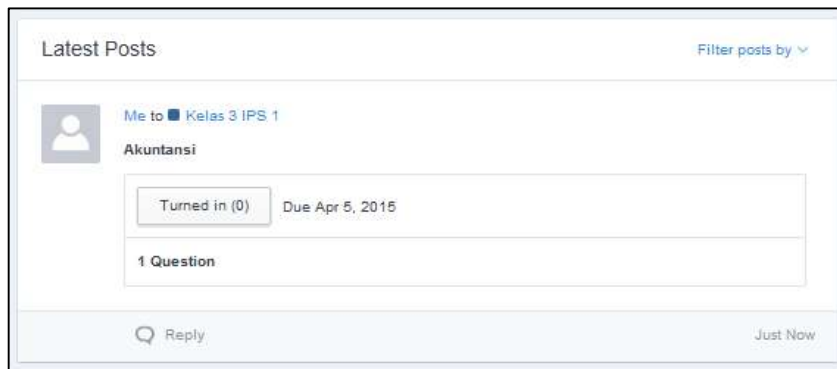 Latest Posts
Filter posts by
Me to Kelas 3 IPS 1
Akuntansi
Turned in (0) Due Apr 5, 2015
1 Question
Reply
Just Now